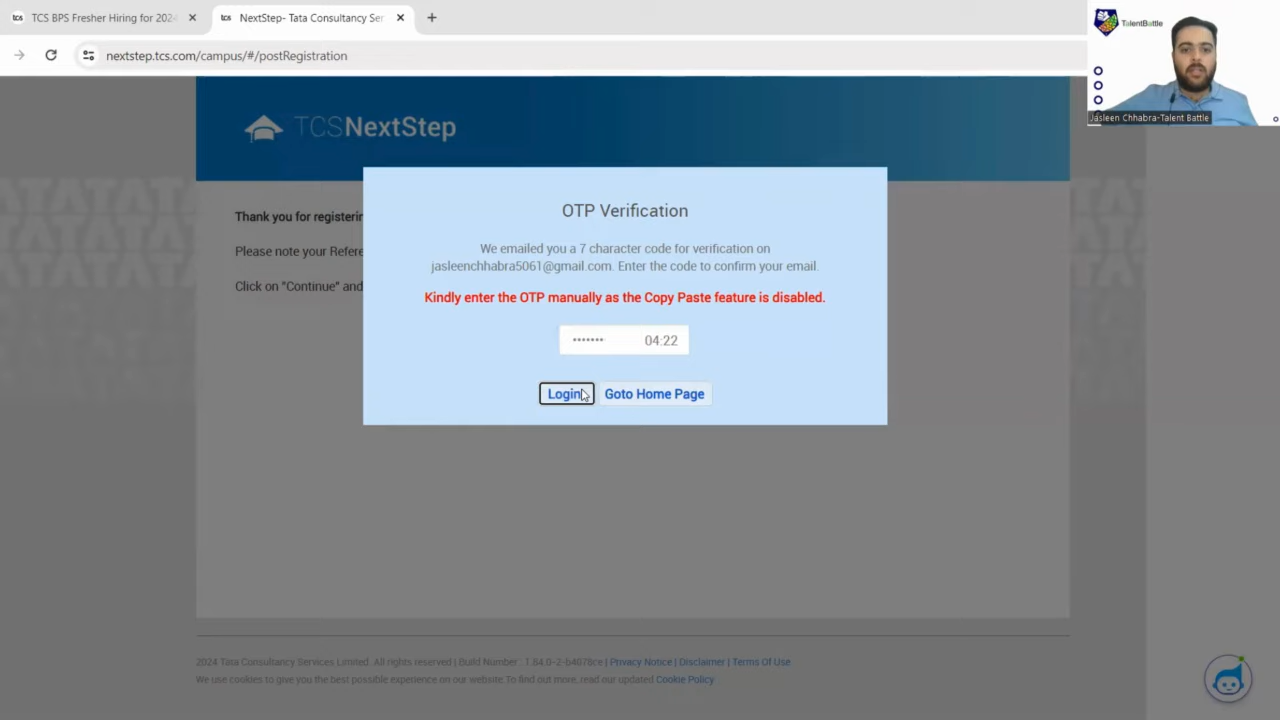 TCS BPS Fresher Hiring for 2024
NextStep- Tata Consultancy Ser
nextstep.tcs.com/campus/#/postRegistration
TalentBattle
Jasleen Chhabra-Talent Battle
TCSNextStep
Thank you for registerin
Please note your Refere
Click on "Continue" and
OTP Verification
We emailed you a 7 character code for verification on
jasleenchhabra5061@gmail.com. Enter the code to confirm your email.
Kindly enter the OTP manually as the Copy Paste feature is disabled.
••••••• 04:22
Login Goto Home Page
2024 Tata Consultancy Services Limited. All rights reserved | Build Number : | Privacy Notice | Disclaimer | Terms Of Use
We use cookies to give you the best possible experience on our website.To find out more, read our updated Cookie Policy